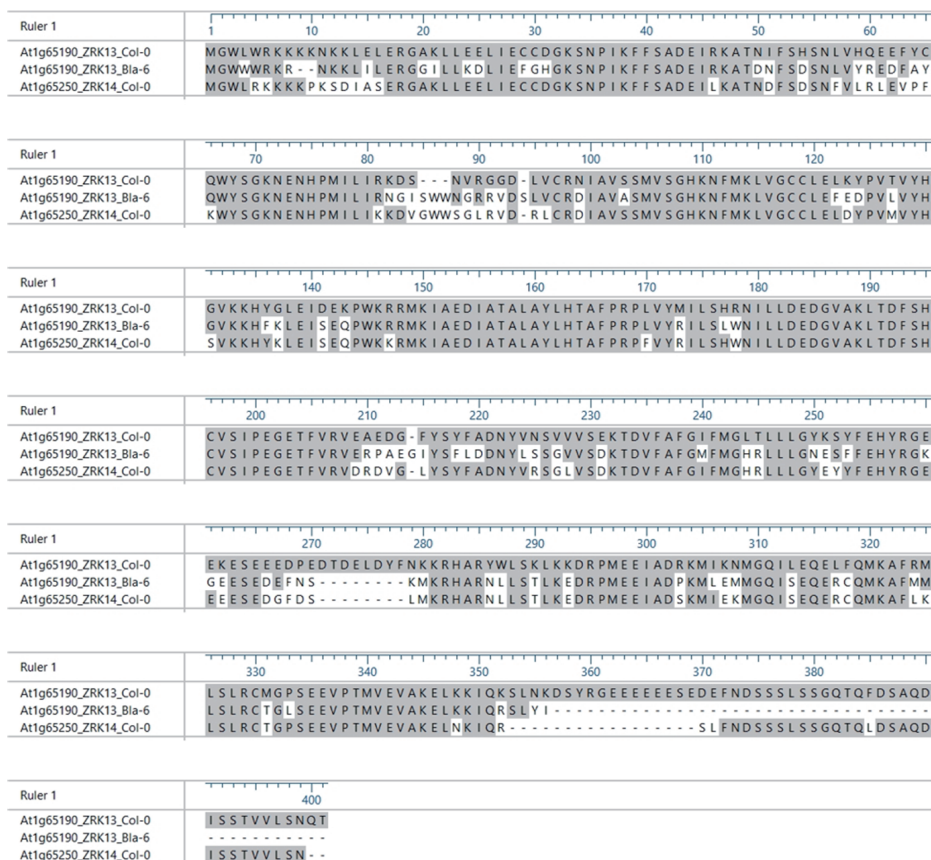 Ruler 1
1 10 20 30 40 50 60
At1g65190_ZRK13_Col-0 MGWLWRKKKKNKKLELERGAKLLEELIECCDGKSNPIKFFSADEIRKATNIFSHSNLVHQEEFYC
At1g65190_ZRK13_Bla-6 MGWWWRKR--NKKLILERGGILLKDLIEFGHGKSNPIKFFSADEIRKATDNFSDSNLVYREDFAY
At1g65250_ZRK14_Col-0 MGWLRKKKKPKSDIASERGAKLLEELIECCDGKSNPIKFFSADEILKATNDFSDSNFVLRLEVPF
Ruler 1
70 80 90 100 110 120
At1g65190_ZRK13_Col-0 QWYSGKNENHPMILIRKDS---NVRGGD-LVCRNIAVSSMVSGHKNFMKLVGCCLELKYPVTVYH
At1g65190_ZRK13_Bla-6 QWYSGKNENHPMILIRNGISWWNGRRVDSLVCRDIAVASMVSGHKNFMKLVGCCLEFEDPVLVYH
At1g65250_ZRK14_Col-0 KWYSGKNENHPMILIKKDVGWWSGLRVD-KLCRDIAVSSMVSGHKNFMKLVGCCLELDYPVMVYH
Ruler 1
140 150 160 170 180 190
At1g65190_ZRK13_Col-0 GVKKHYGLEIDEKPWKRRMKIAEDIATALAYLHTAFPRPLVYMILSHRNILLDEDGVAKLTDFSH
At1g65190_ZRK13_Bla-6 GVKKHFKLEISEQPWKRRMKIAEDIATALAYLHTAFPRPLVYRILSLWNILLDEDGVAKLTDFSH
At1g65250_ZRK14_Col-0 SVKKHYKLEISEQPWKKRMKIAEDIATALAYLHTAFPRPFVYRILSHWNILLDEDGVAKLTDFSH
Ruler 1
200 210 220 230 240 250
At1g65190_ZRK13_Col-0 CVSIPEGETFVRVEAEDG-FYSYFADNYVNSVVVSEKTDVFAFGIFMGLTLLLGYKSYFEHYRGE
At1g65190_ZRK13_Bla-6 CVSIPEGETFVRVERPAEGIYSFLDDNYLSSGVVSEKTDVFAFGMFMGHRLLLGNESFFEHYRGK
At1g65250_ZRK14_Col-0 CVSIPEGETFVRVDRDVG-LYSYFADNYVRSGLVSDKTDVFAFGIFMGHRLLLGYEYYFEHYRGE
Ruler 1
270 280 290 300 310 320
At1g65190_ZRK13_Col-0 EKESEEEDPEDTDELDYFNKKRHARYWLSKLKKDRPMEEIADRKMIKNMGQILEQELFQMKAFRM
At1g65190_ZRK13_Bla-6 GEESEDEFNS--------KMKRHARNLLSTLKEDRPMEEIADPKMLEMMGQISEQERCQMKAFMM
At1g65250_ZRK14_Col-0 EEESEDGFDS--------LMKRHARNLLSTLKEDRPMEEIADSKMIEKMGQISEQERCQMKAFLK
Ruler 1
330 340 350 360 370 380
At1g65190_ZRK13_Col-0 LSLRCMGPSEEVPTMVEVAKELKKIQKSLNKDSYRGEEEEEEESEDEFNDSSSLSSGQTQFDSAQD
At1g65190_ZRK13_Bla-6 LSLRCTGLSEEVPTMVEVAKELKKIQRSLYI----------------------------------
At1g65250_ZRK14_Col-0 LSLRCTGPSEEVPTMVEVAKELNKIQR-----------------SLFNDSSSLSSGQTQLDSAQD
Ruler 1
400
At1g65190_ZRK13_Col-0 ISSTVVLSNQT
At1g65190_ZRK13_Bla-6 -----------
At1g65250_ZRK14_Col-0 ISSTVVLSN--